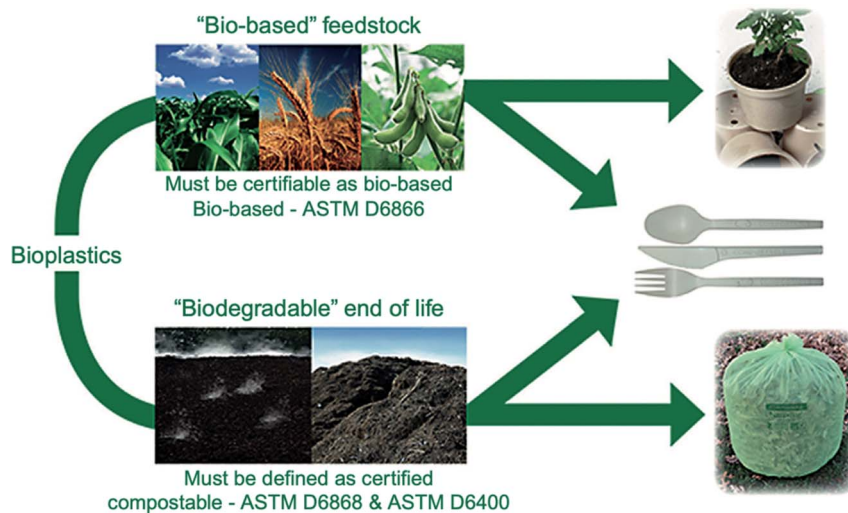 “Bio-based” feedstock
Must be certifiable as bio-based
Bio-based - ASTM D6866
Bioplastics
“Biodegradable” end of life
Must be defined as certified
compostable - ASTM D6868 & ASTM D6400